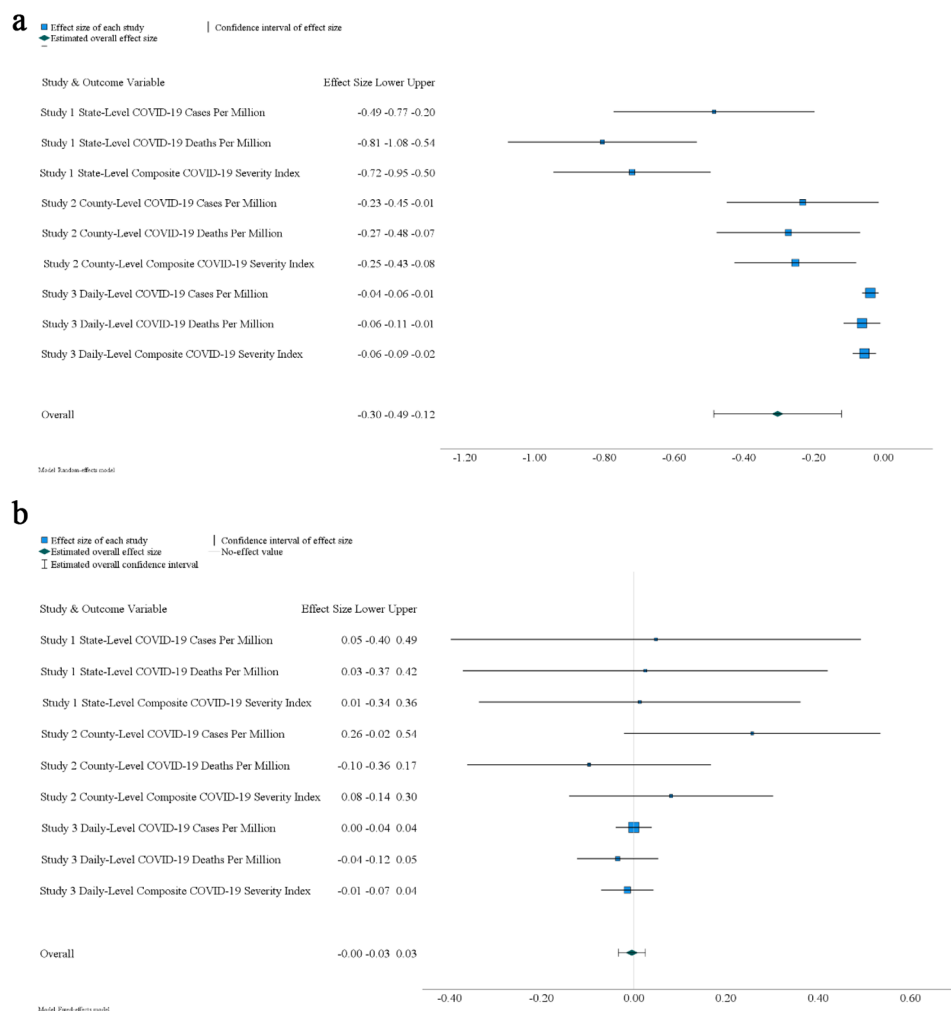 a
Effect size of each study Confidence interval of effect size
Estimated overall effect size
Study & Outcome Variable Effect Size Lower Upper
Study 1 State-Level COVID-19 Cases Per Million -0.49 -0.77 -0.20
Study 1 State-Level COVID-19 Deaths Per Million -0.81 -1.08 -0.54
Study 1 State-Level Composite COVID-19 Severity Index -0.72 -0.95 -0.50
Study 2 County-Level COVID-19 Cases Per Million -0.23 -0.45 -0.01
Study 2 County-Level COVID-19 Deaths Per Million -0.27 -0.48 -0.07
Study 2 County-Level Composite COVID-19 Severity Index -0.25 -0.43 -0.08
Study 3 Daily-Level COVID-19 Cases Per Million -0.04 -0.06 -0.01
Study 3 Daily-Level COVID-19 Deaths Per Million -0.06 -0.11 -0.01
Study 3 Daily-Level Composite COVID-19 Severity Index -0.06 -0.09 -0.02
Overall -0.30 -0.49 -0.12
-1.20 -1.00 -0.80 -0.60 -0.40 -0.20 0.00
Model: Random-effects model
b
Effect size of each study Confidence interval of effect size
Estimated overall effect size No-effect value
Estimated overall confidence interval
Study & Outcome Variable Effect Size Lower Upper
Study 1 State-Level COVID-19 Cases Per Million 0.05 -0.40 0.49
Study 1 State-Level COVID-19 Deaths Per Million 0.03 -0.37 0.42
Study 1 State-Level Composite COVID-19 Severity Index 0.01 -0.34 0.36
Study 2 County-Level COVID-19 Cases Per Million 0.26 -0.02 0.54
Study 2 County-Level COVID-19 Deaths Per Million -0.10 -0.36 0.17
Study 2 County-Level Composite COVID-19 Severity Index 0.08 -0.14 0.30
Study 3 Daily-Level COVID-19 Cases Per Million 0.00 -0.04 0.04
Study 3 Daily-Level COVID-19 Deaths Per Million -0.04 -0.12 0.05
Study 3 Daily-Level Composite COVID-19 Severity Index -0.01 -0.07 0.04
Overall -0.00 -0.03 0.03
-0.40 0.00 0.20 0.40 0.60
Model: Fixed-effects model